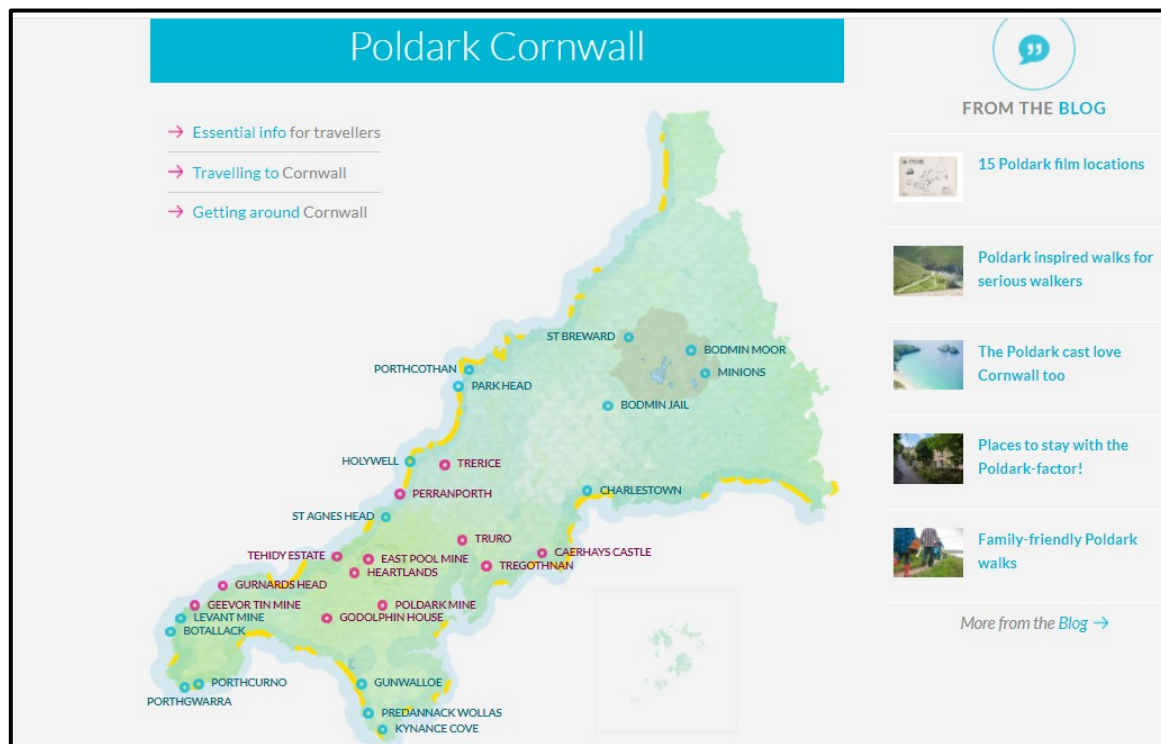 Poldark Cornwall
→ Essential info for travellers
→ Travelling to Cornwall
→ Getting around Cornwall
ST BREWARD
BODMIN MOOR
PORTHCOTHAN
MINIONS
PARK HEAD
BODMIN JAIL
HOLYWELL
TRERICE
PERRANPORTH
CHARLESTOWN
ST AGNES HEAD
TRURO
TEHIDY ESTATE
EAST POOL MINE
CAERHAYS CASTLE
HEARTLANDS
TREGOTHNAN
GURNARDS HEAD
GEEVOR TIN MINE
POLDARK MINE
LEVANT MINE
GODOLPHIN HOUSE
BOTALLACK
PORTHCURNO
GUNWALLOE
PORTHGWARRA
PREDANNACK WOLLAS
KYNANCE COVE
FROM THE BLOG
15 Poldark film locations
Poldark inspired walks for
serious walkers
The Poldark cast love
Cornwall too
Places to stay with the
Poldark-factor!
Family-friendly Poldark
walks
More from the Blog →